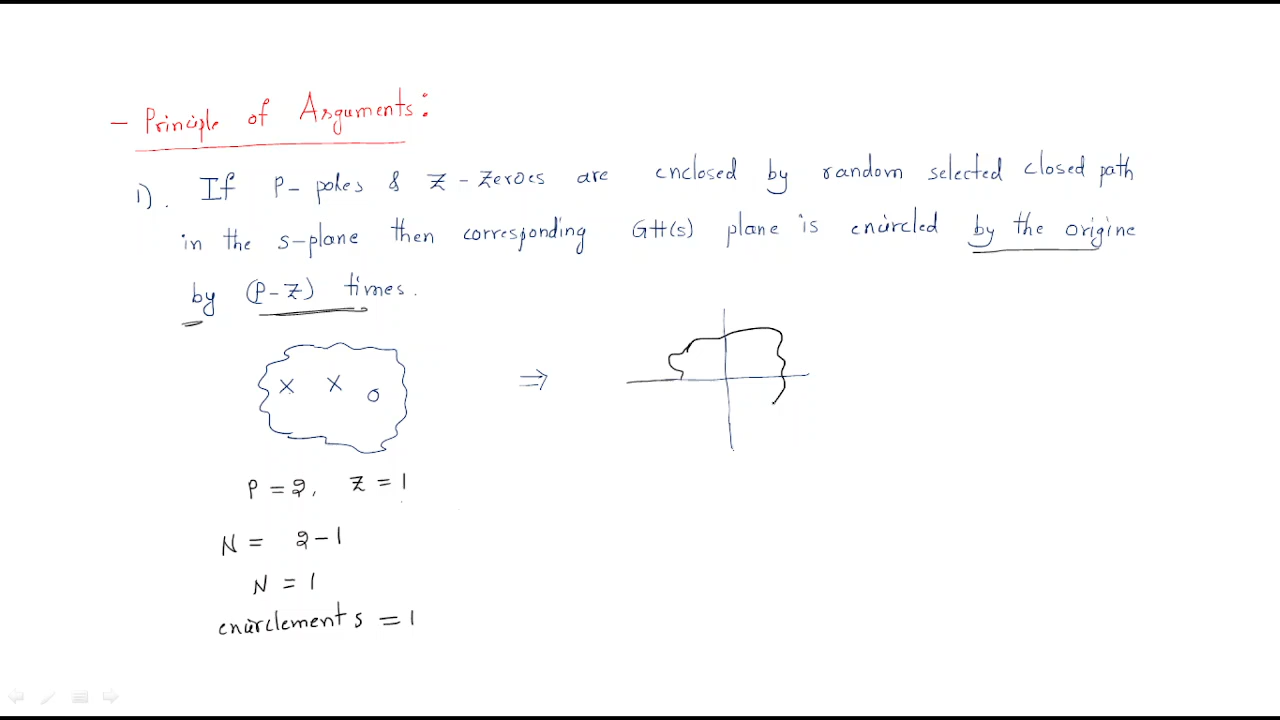 - Principle of Arguments:
1). If P- poles & Z - Zeroes are enclosed by random selected closed path
in the s-plane then corresponding GH(s) plane is encircled by the origine
by (P-Z) times.
x x o
⇒
P = 2, Z = 1
N = 2-1
N = 1
encirclements = 1